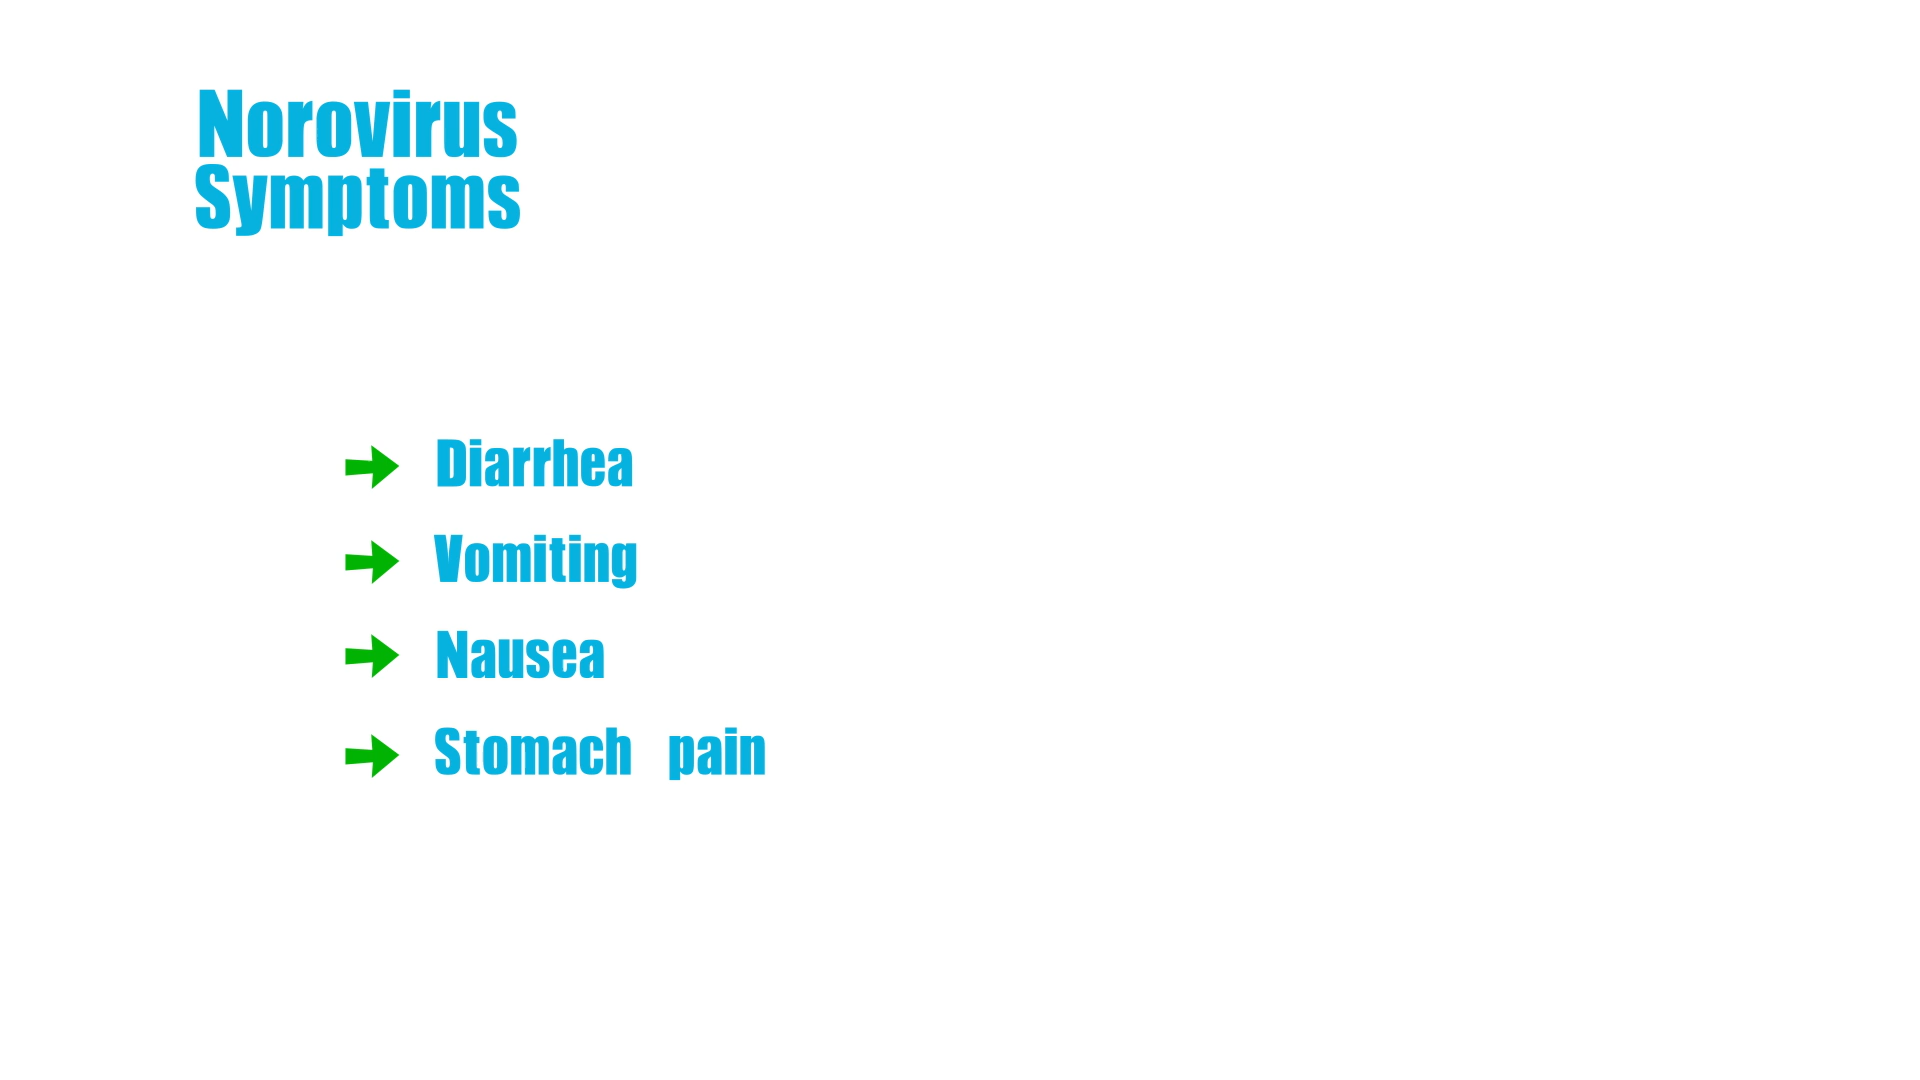 Norovirus
Symptoms
Diarrhea
Vomiting
Nausea
Stomach pain